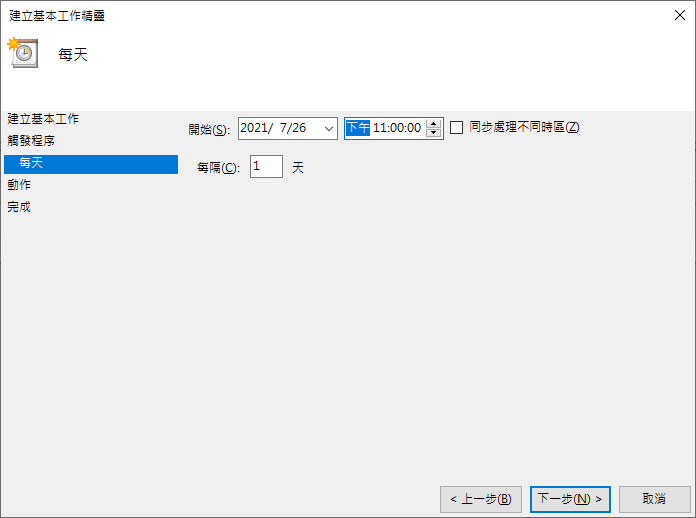 建立基本工作精靈
每天
建立基本工作
觸發程序
每天
動作
完成
開始(S): 2021/ 7/26 下午 11:00:00 同步處理不同時區(Z)
每隔(C): 1 天
< 上一步(B) 下一步(N) > 取消